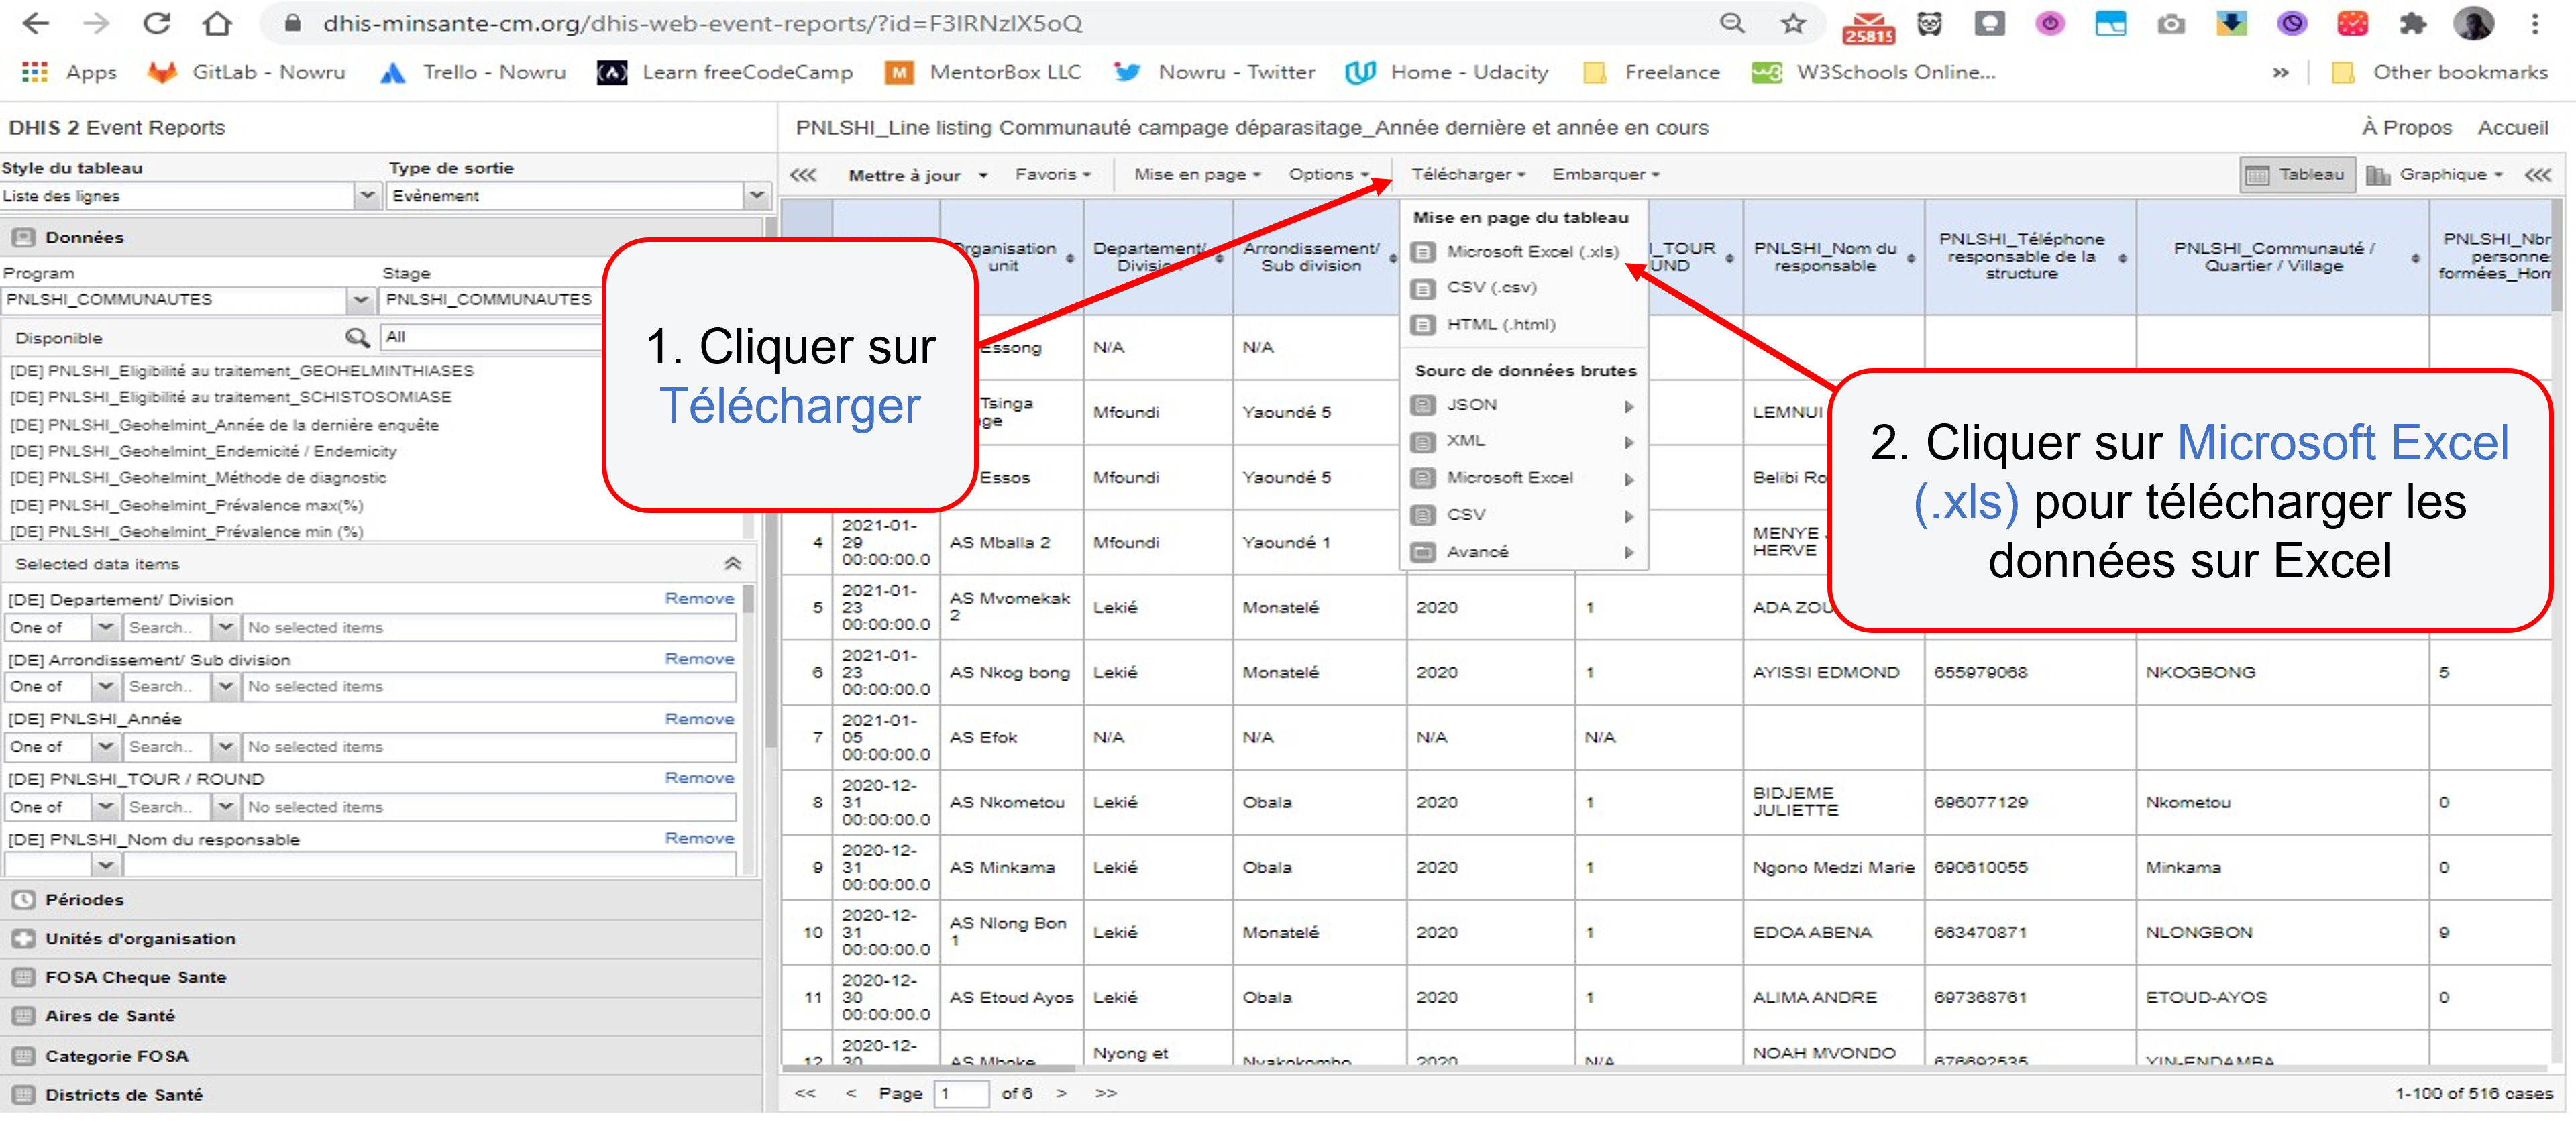 dhis-minsante-cm.org/dhis-web-event-reports/?id=F3IRNzIX5oQ
25815
Apps GitLab - Nowru Trello - Nowru Learn freeCodeCamp MentorBox LLC Nowru - Twitter Home - Udacity Freelance W3Schools Online... » Other bookmarks
DHIS 2 Event Reports
PNLSHI_Line listing Communauté campage déparasitage_Année dernière et année en cours
À Propos Accueil
Style du tableau Type de sortie
Liste des lignes Evènement
Données
Program Stage
PNLSHI_COMMUNAUTES PNLSHI_COMMUNAUTES
Disponible All
[DE] PNLSHI_Eligibilité au traitement_GEOHELMINTHIASES
[DE] PNLSHI_Eligibilité au traitement_SCHISTOSOMIASE
[DE] PNLSHI_Geohelmint_Année de la dernière enquête
[DE] PNLSHI_Geohelmint_Endemicité / Endemicity
[DE] PNLSHI_Geohelmint_Méthode de diagnostic
[DE] PNLSHI_Geohelmint_Prévalence max(%)
[DE] PNLSHI_Geohelmint_Prévalence min (%)
Selected data items
[DE] Departement/ Division Remove
One of Search.. No selected items
[DE] Arrondissement/ Sub division Remove
One of Search.. No selected items
[DE] PNLSHI_Année Remove
One of Search.. No selected items
[DE] PNLSHI_TOUR / ROUND Remove
One of Search.. No selected items
[DE] PNLSHI_Nom du responsable Remove
Périodes
Unités d'organisation
FOSA Cheque Sante
Aires de Santé
Categorie FOSA
Districts de Santé
<<< Mettre à jour Favoris Mise en page Options Télécharger Embarquer Tableau Graphique <<<
1. Cliquer sur
Télécharger
Mise en page du tableau
Microsoft Excel (.xls)
CSV (.csv)
HTML (.html)
Sourc de données brutes
JSON
XML
Microsoft Excel
CSV
Avancé
2. Cliquer sur Microsoft Excel
(.xls) pour télécharger les
données sur Excel
Organisation unit Departement/ Division Arrondissement/ Sub division I_TOUR UND PNLSHI_Nom du responsable PNLSHI_Téléphone responsable de la structure PNLSHI_Communauté / Quartier / Village PNLSHI_Nbr personne formées_Hom
Essong N/A N/A
Tsinga ge Mfoundi Yaoundé 5 LEMNUI
Essos Mfoundi Yaoundé 5 Belibi Ro
4 2021-01-29 00:00:00.0 AS Mballa 2 Mfoundi Yaoundé 1 MENYE HERVE
5 2021-01-23 00:00:00.0 AS Mvomekak 2 Lekié Monatelé 2020 1 ADA ZOU
6 2021-01-23 00:00:00.0 AS Nkog bong Lekié Monatelé 2020 1 AYISSI EDMOND 655979068 NKOGBONG 5
7 2021-01-05 00:00:00.0 AS Efok N/A N/A N/A N/A
8 2020-12-31 00:00:00.0 AS Nkometou Lekié Obala 2020 1 BIDJEME JULIETTE 696077129 Nkometou 0
9 2020-12-31 00:00:00.0 AS Minkama Lekié Obala 2020 1 Ngono Medzi Marie 690610055 Minkama 0
10 2020-12-31 00:00:00.0 AS Nlong Bon 1 Lekié Monatelé 2020 1 EDOA ABENA 663470871 NLONGBON 9
11 2020-12-30 00:00:00.0 AS Etoud Ayos Lekié Obala 2020 1 ALIMA ANDRE 697368761 ETOUD-AYOS 0
12 2020-12-30 AS Mboke Nyong et Nyakokombo 2020 N/A NOAH MVONDO 676692535 YIN-ENDAMBA
<< < Page 1 of 6 > >> 1-100 of 516 cases